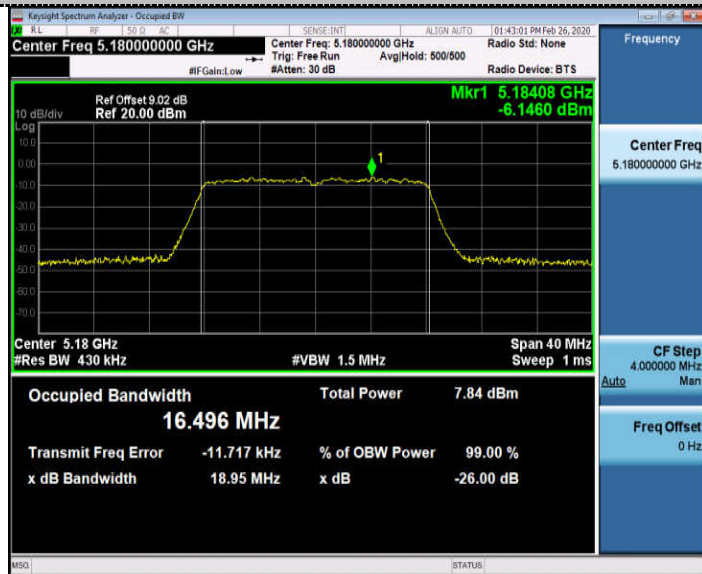 Keysight Spectrum Analyzer - Occupied BW
RL RF 50 Ω AC SENSE:INT ALIGN AUTO 01:43:01 PM Feb 26, 2020
Center Freq 5.180000000 GHz
Center Freq: 5.180000000 GHz
Radio Std: None
Trig: Free Run Avg|Hold: 500/500
#IFGain:Low #Atten: 30 dB
Radio Device: BTS
Frequency
Ref Offset 9.02 dB
10 dB/div Ref 20.00 dBm
Mkr1 5.18408 GHz
-6.1460 dBm
Log
10.0
0.00
-10.0
-20.0
-30.0
-40.0
-50.0
-60.0
-70.0
1
Center Freq
5.180000000 GHz
Center 5.18 GHz Span 40 MHz
#Res BW 430 kHz #VBW 1.5 MHz Sweep 1 ms
CF Step
4.000000 MHz
Auto Man
Occupied Bandwidth Total Power 7.84 dBm
16.496 MHz
Transmit Freq Error -11.717 kHz % of OBW Power 99.00 %
x dB Bandwidth 18.95 MHz x dB -26.00 dB
Freq Offset
0 Hz
MSG STATUS